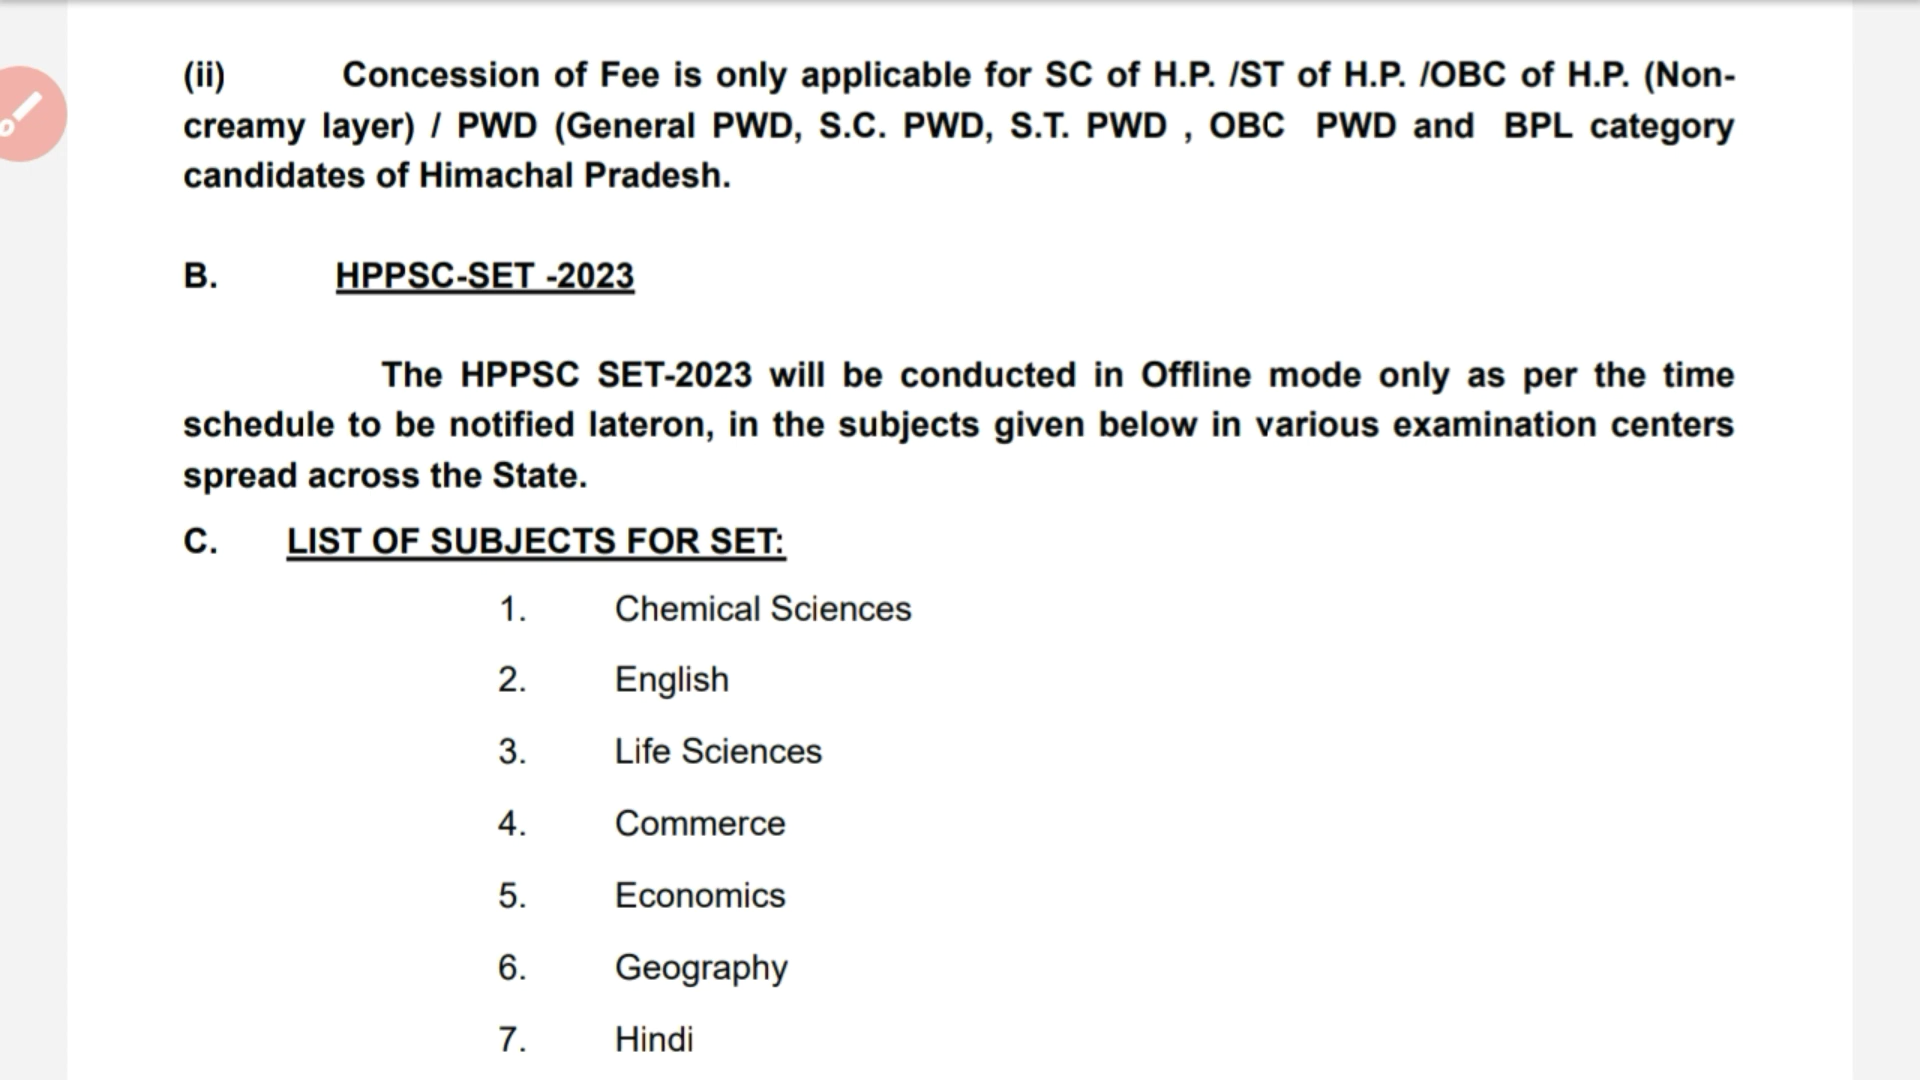 (ii) Concession of Fee is only applicable for SC of H.P. /ST of H.P. /OBC of H.P. (Non-
creamy layer) / PWD (General PWD, S.C. PWD, S.T. PWD , OBC PWD and BPL category
candidates of Himachal Pradesh.
B. HPPSC-SET -2023
The HPPSC SET-2023 will be conducted in Offline mode only as per the time
schedule to be notified lateron, in the subjects given below in various examination centers
spread across the State.
C. LIST OF SUBJECTS FOR SET:
1. Chemical Sciences
2. English
3. Life Sciences
4. Commerce
5. Economics
6. Geography
7. Hindi